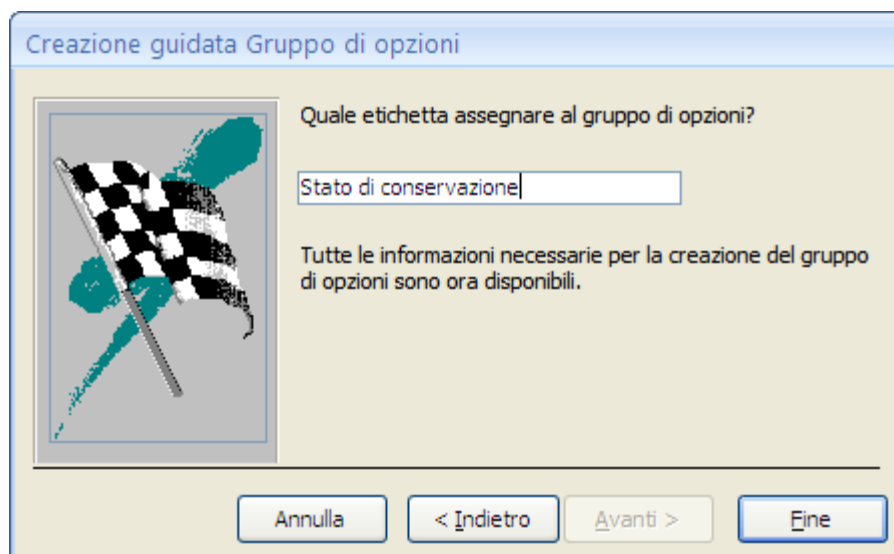 Creazione guidata Gruppo di opzioni
Quale etichetta assegnare al gruppo di opzioni?
Stato di conservazione
Tutte le informazioni necessarie per la creazione del gruppo
di opzioni sono ora disponibili.
Annulla
< Indietro
Avanti >
Fine